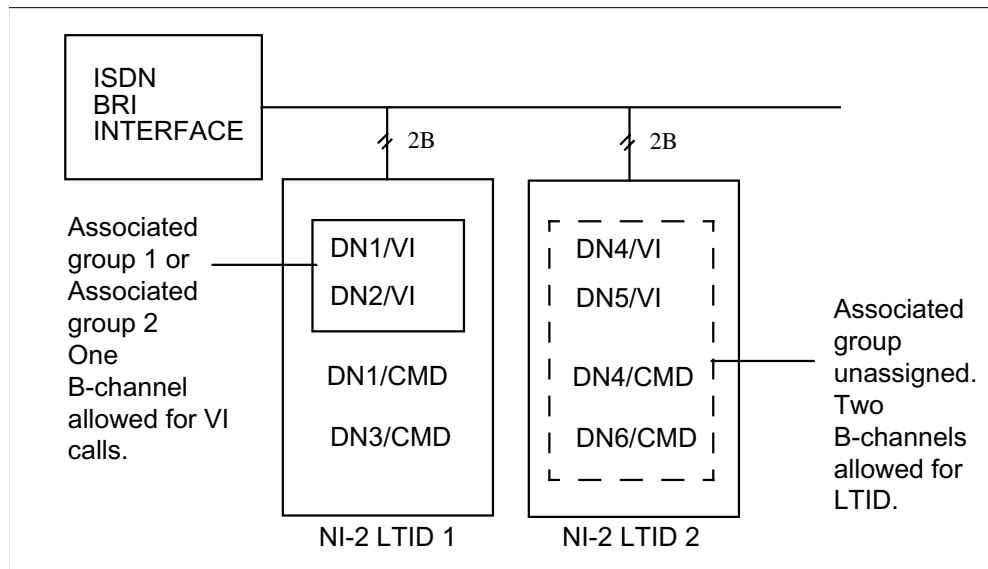 ISDN
BRI
INTERFACE
2B
2B
Associated
group 1 or
Associated
group 2
One
B-channel
allowed for VI
calls.
DN1/VI
DN2/VI
DN1/CMD
DN3/CMD
DN4/VI
DN5/VI
DN4/CMD
DN6/CMD
Associated
group
unassigned.
Two
B-channels
allowed for
LTID.
NI-2 LTID 1
NI-2 LTID 2